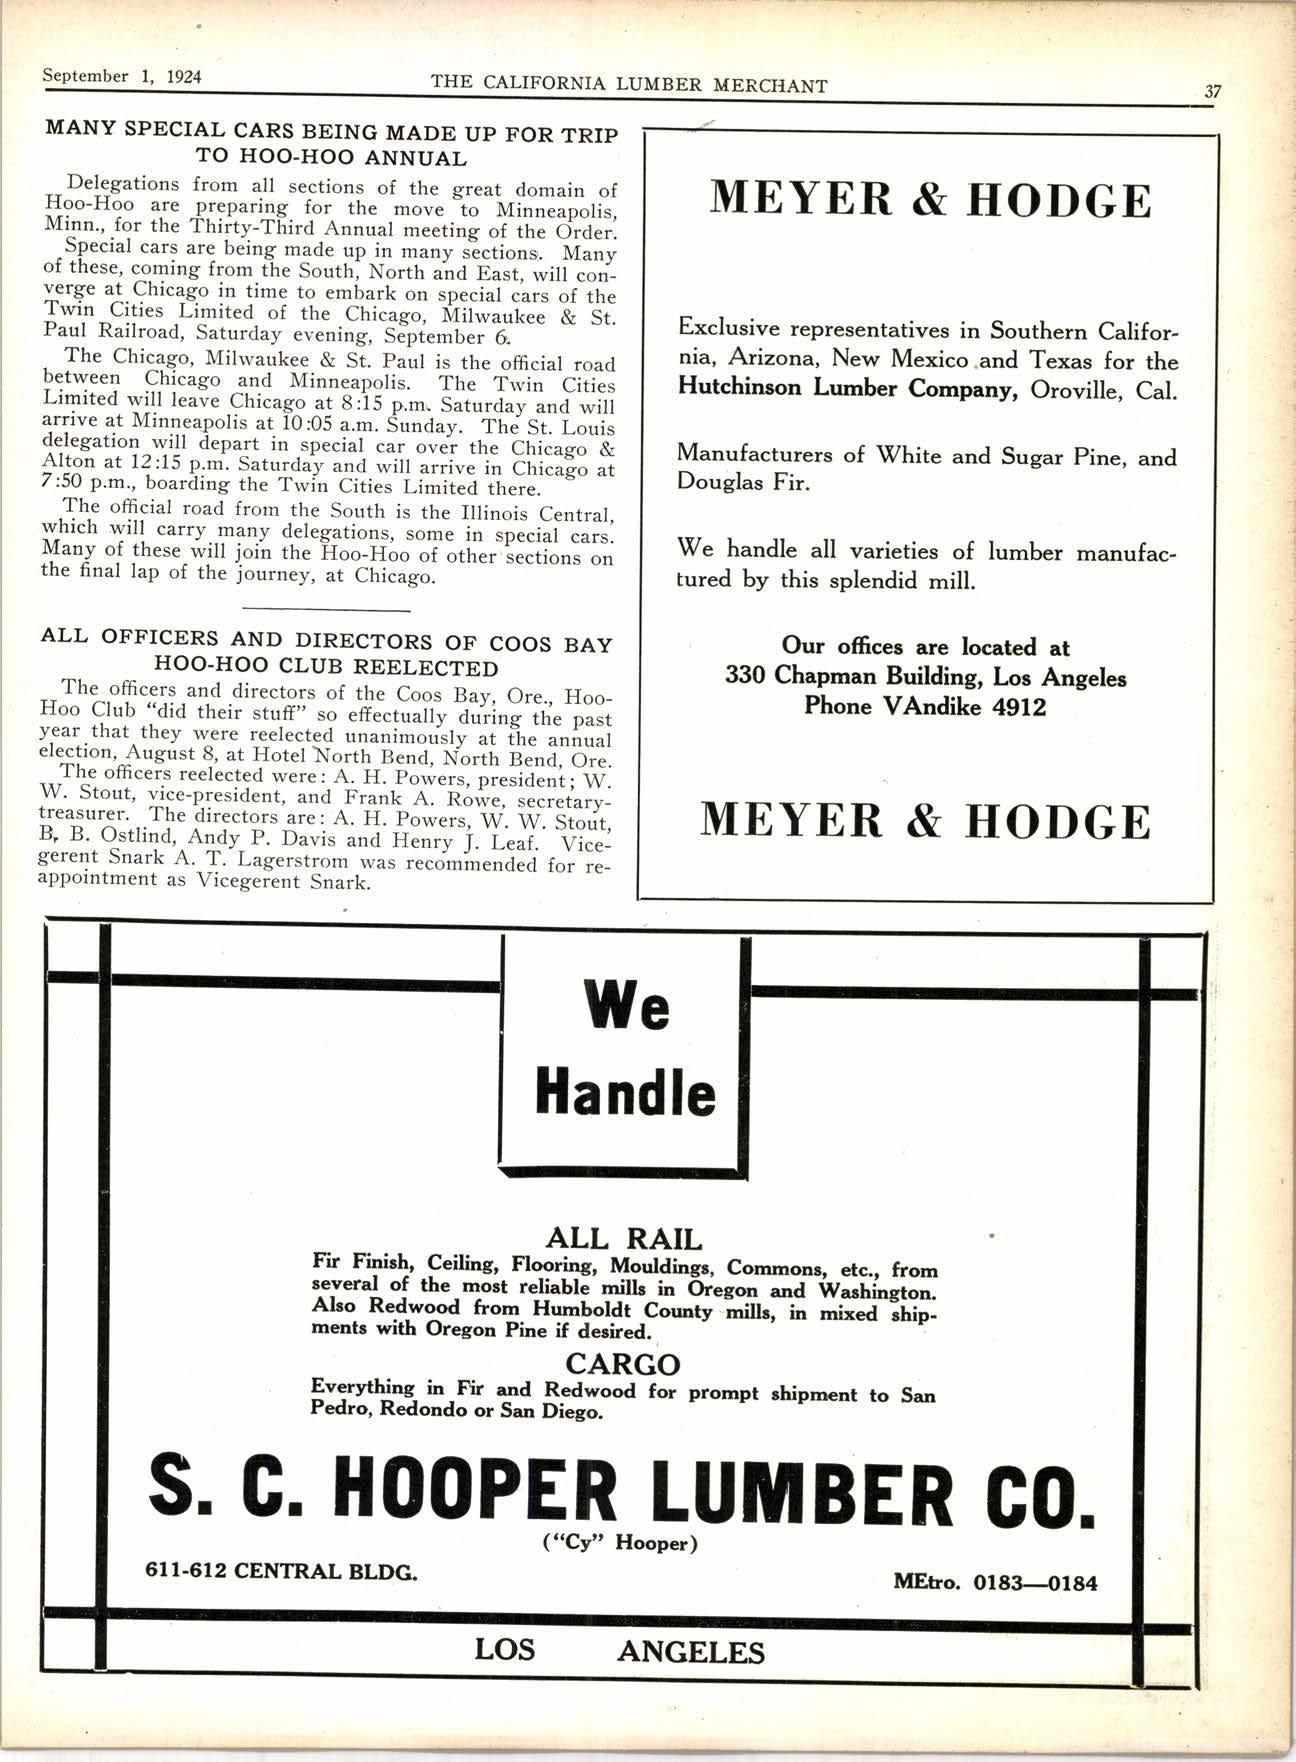 September 1, 1924
THE CALIFORNIA LUMBER MERCHANT
37
MANY SPECIAL CARS BEING MADE UP FOR TRIP
TO HOO-HOO ANNUAL
Delegations from all sections of the great domain of
Hoo-Hoo are preparing for the move to Minneapolis,
Minn., for the Thirty-Third Annual meeting of the Order.
Special cars are being made up in many sections. Many
of these, coming from the South, North and East, will con-
verge at Chicago in time to embark on special cars of the
Twin Cities Limited of the Chicago, Milwaukee & St.
Paul Railroad, Saturday evening, September 6.
The Chicago, Milwaukee & St. Paul is the official road
between Chicago and Minneapolis. The Twin Cities
Limited will leave Chicago at 8:15 p.m. Saturday and will
arrive at Minneapolis at 10:05 a.m. Sunday. The St. Louis
delegation will depart in special car over the Chicago &
Alton at 12:15 p.m. Saturday and will arrive in Chicago at
7:50 p.m., boarding the Twin Cities Limited there.
The official road from the South is the Illinois Central,
which will carry many delegations, some in special cars.
Many of these will join the Hoo-Hoo of other sections on
the final lap of the journey, at Chicago.
ALL OFFICERS AND DIRECTORS OF COOS BAY
HOO-HOO CLUB REELECTED
The officers and directors of the Coos Bay, Ore., Hoo-
Hoo Club "did their stuff" so effectually during the past
year that they were reelected unanimously at the annual
election, August 8, at Hotel North Bend, North Bend, Ore.
The officers reelected were: A. H. Powers, president; W.
W. Stout, vice-president, and Frank A. Rowe, secretary-
treasurer. The directors are: A. H. Powers, W. W. Stout,
B. B. Ostlind, Andy P. Davis and Henry J. Leaf. Vice-
gerent Snark A. T. Lagerstrom was recommended for re-
appointment as Vicegerent Snark.
MEYER & HODGE
Exclusive representatives in Southern Califor-
nia, Arizona, New Mexico and Texas for the
Hutchinson Lumber Company, Oroville, Cal.
Manufacturers of White and Sugar Pine, and
Douglas Fir.
We handle all varieties of lumber manufac-
tured by this splendid mill.
Our offices are located at
330 Chapman Building, Los Angeles
Phone VAndike 4912
MEYER & HODGE
We
Handle
ALL RAIL
Fir Finish, Ceiling, Flooring, Mouldings, Commons, etc., from
several of the most reliable mills in Oregon and Washington.
Also Redwood from Humboldt County mills, in mixed ship-
ments with Oregon Pine if desired.
CARGO
Everything in Fir and Redwood for prompt shipment to San
Pedro, Redondo or San Diego.
S. C. HOOPER LUMBER CO.
("Cy" Hooper)
611-612 CENTRAL BLDG.
MEtro. 0183—0184
LOS ANGELES